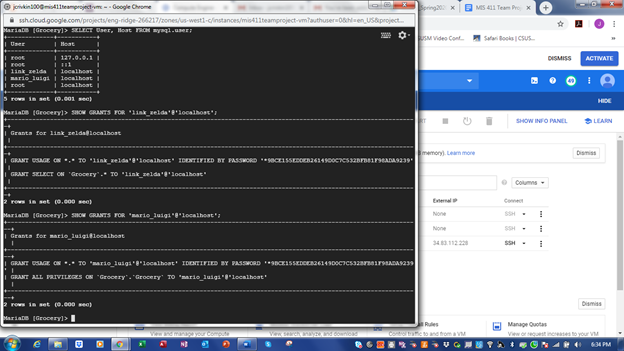 jcrivkin100@mis411teamproject-vm: ~ - Google Chrome
ssh.cloud.google.com/projects/eng-ridge-266217/zones/us-west1-c/instances/mis411teamproject-vm?authuser=0&hl=en_US&project
MariaDB [Grocery]> SELECT User, Host FROM mysql.user;
| User | Host |
| root | 127.0.0.1 |
| root | ::1 |
| link_zelda | localhost |
| mario_luigi | localhost |
| root | localhost |
5 rows in set (0.001 sec)
MariaDB [Grocery]> SHOW GRANTS FOR 'link_zelda'@'localhost';
| Grants for link_zelda@localhost
|
| GRANT USAGE ON *.* TO 'link_zelda'@'localhost' IDENTIFIED BY PASSWORD
| GRANT SELECT ON `Grocery`.* TO 'link_zelda'@'localhost'
|
2 rows in set (0.000 sec)
MariaDB [Grocery]> SHOW GRANTS FOR 'mario_luigi'@'localhost';
| Grants for mario_luigi@localhost
|
| GRANT USAGE ON *.* TO 'mario_luigi'@'localhost' IDENTIFIED BY PASSWORD
| GRANT ALL PRIVILEGES ON `Grocery`.`Grocery` TO 'mario_luigi'@'localhost'
|
2 rows in set (0.000 sec)
MariaDB [Grocery]>
MIS 411 Team Project
Safari Books (CSUS...
DISMISS
ACTIVATE
HIDE
SHOW INFO PANEL
LEARN
memory). Learn more
Dismiss
Columns
External IP
Connect
None
SSH
None
SSH
34.83.112.228
SSH
Dismiss
Rules
Manage Quotas
View and manage your Compute
View, search, analyze, and download
Control traffic to and from a VM
View or request increases to your VM
6:34 PM